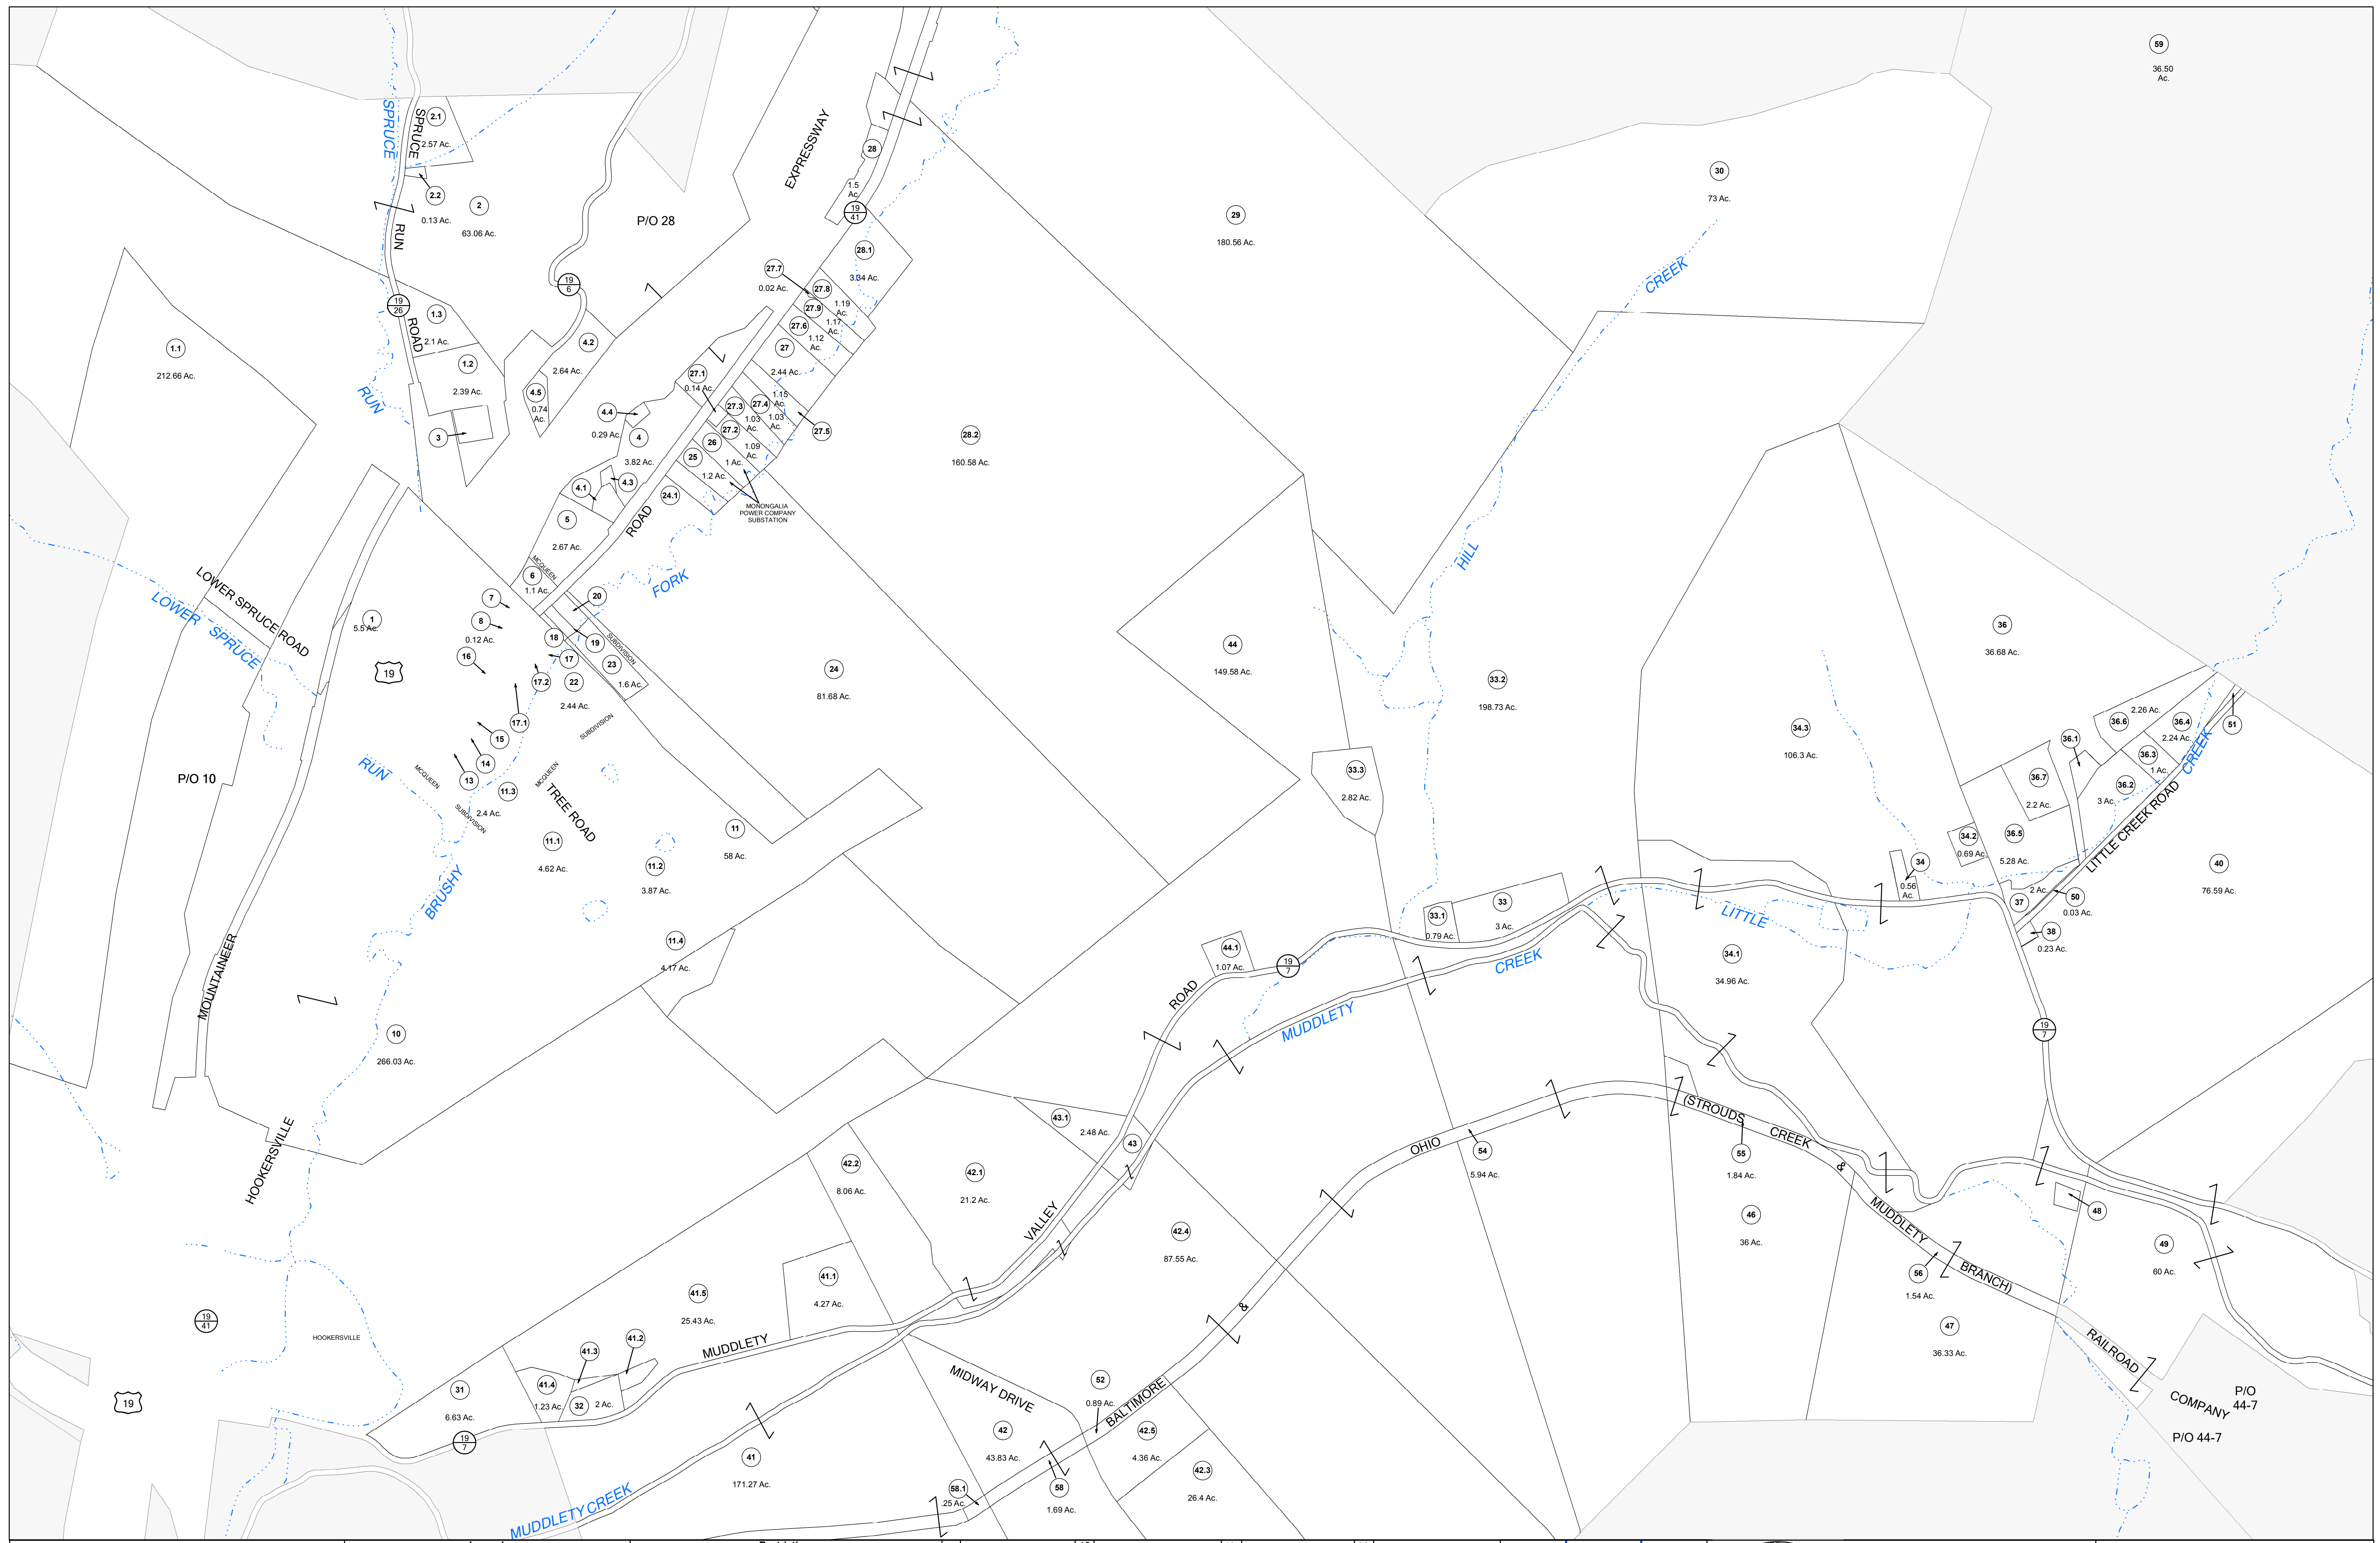 59
36.50
Ac.
SPRUCE
SPRUCE
2.1
2.57 Ac.
EXPRESSWAY
28
1.5
Ac.
30
73 Ac.
2.2
0.13 Ac.
2
63.06 Ac.
RUN
P/O 28
19
41
29
180.56 Ac.
28.1
3.34 Ac.
27.7
0.02 Ac.
27.8
1.19
Ac.
27.9
1.17
Ac.
27.6
1.12
Ac.
27
2.44 Ac.
19
6
CREEK
19
26
ROAD
1.3
2.1 Ac.
1.1
212.66 Ac.
1.2
2.39 Ac.
4.2
2.64 Ac.
4.5
0.74
Ac.
27.1
0.14 Ac.
RUN
4.4
0.29 Ac.
27.3
1.03
Ac.
27.4
1.03
Ac.
1.15
Ac.
27.5
27.2
1.09
Ac.
3
4
3.82 Ac.
26
1 Ac.
25
1.2 Ac.
28.2
160.58 Ac.
4.1
4.3
24.1
MONONGALIA
POWER COMPANY
SUBSTATION
5
2.67 Ac.
ROAD
HILL
LOWER SPRUCE ROAD
LOWER SPRUCE
MCQUEEN
6
1.1 Ac.
FORK
7
20
1
5.5 Ac.
8
0.12 Ac.
18
19
SUBDIVISION
36
36.68 Ac.
16
17
23
1.6 Ac.
19
44
149.58 Ac.
24
81.68 Ac.
17.2
22
2.44 Ac.
33.2
198.73 Ac.
17.1
SUBDIVISION
15
34.3
106.3 Ac.
2.26 Ac.
36.6
36.4
2.24 Ac.
51
36.1
36.3
1 Ac.
CREEK
14
RUN
P/O 10
MCQUEEN
13
MCQUEEN
11.3
2.4 Ac.
SUBDIVISION
TREE ROAD
33.3
2.82 Ac.
36.7
2.2 Ac.
36.2
3 Ac.
LITTLE CREEK ROAD
11
58 Ac.
11.1
4.62 Ac.
11.2
3.87 Ac.
34.2
0.69 Ac.
36.5
5.28 Ac.
34
0.56
Ac.
40
76.59 Ac.
BRUSHY
33.1
0.79 Ac.
33
3 Ac.
LITTLE
2 Ac.
37
50
0.03 Ac.
38
0.23 Ac.
11.4
4.17 Ac.
44.1
1.07 Ac.
19
7
CREEK
34.1
34.96 Ac.
MOUNTAINEER
ROAD
MUDDLETY
10
266.03 Ac.
19
7
(STROUDS
CREEK
&
MUDDLETY
BRANCH)
RAILROAD
COMPANY
HOOKERSVILLE
43.1
2.48 Ac.
43
OHIO
54
5.94 Ac.
55
1.84 Ac.
42.2
8.06 Ac.
42.1
21.2 Ac.
VALLEY
42.4
87.55 Ac.
46
36 Ac.
48
49
60 Ac.
56
1.54 Ac.
41.5
25.43 Ac.
41.1
4.27 Ac.
&
19
41
HOOKERSVILLE
47
36.33 Ac.
41.3
41.2
MUDDLETY
31
6.63 Ac.
41.4
1.23 Ac.
32
2 Ac.
MIDWAY DRIVE
52
0.89 Ac.
BALTIMORE
19
P/O
44-7
P/O 44-7
19
7
42
43.83 Ac.
42.5
4.36 Ac.
41
171.27 Ac.
42.3
26.4 Ac.
58.1
.25 Ac.
58
1.69 Ac.
MUDDLETY CREEK